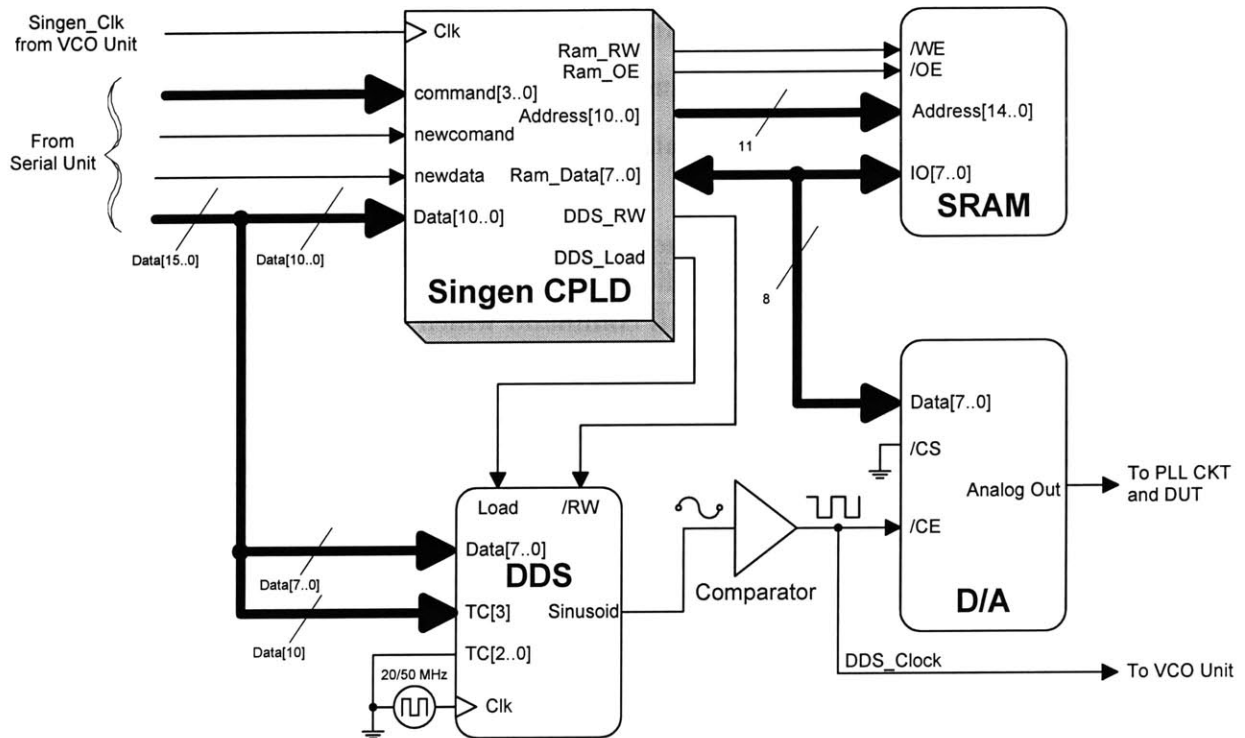 Singen_Clk
from VCO Unit
Clk
From
Serial Unit
command[3..0]
newcomand
newdata
Data[10..0]
Data[15..0]
Data[10..0]
Ram_RW
Ram_OE
Address[10..0]
Ram_Data[7..0]
DDS_RW
DDS_Load
Singen CPLD
11
8
/WE
/OE
Address[14..0]
IO[7..0]
SRAM
Data[7..0]
/CS
Analog Out
/CE
D/A
To PLL CKT
and DUT
Load
/RW
Data[7..0]
DDS
Sinusoid
TC[3]
TC[2..0]
Clk
Data[7..0]
Data[10]
20/50 MHz
Comparator
DDS_Clock
To VCO Unit